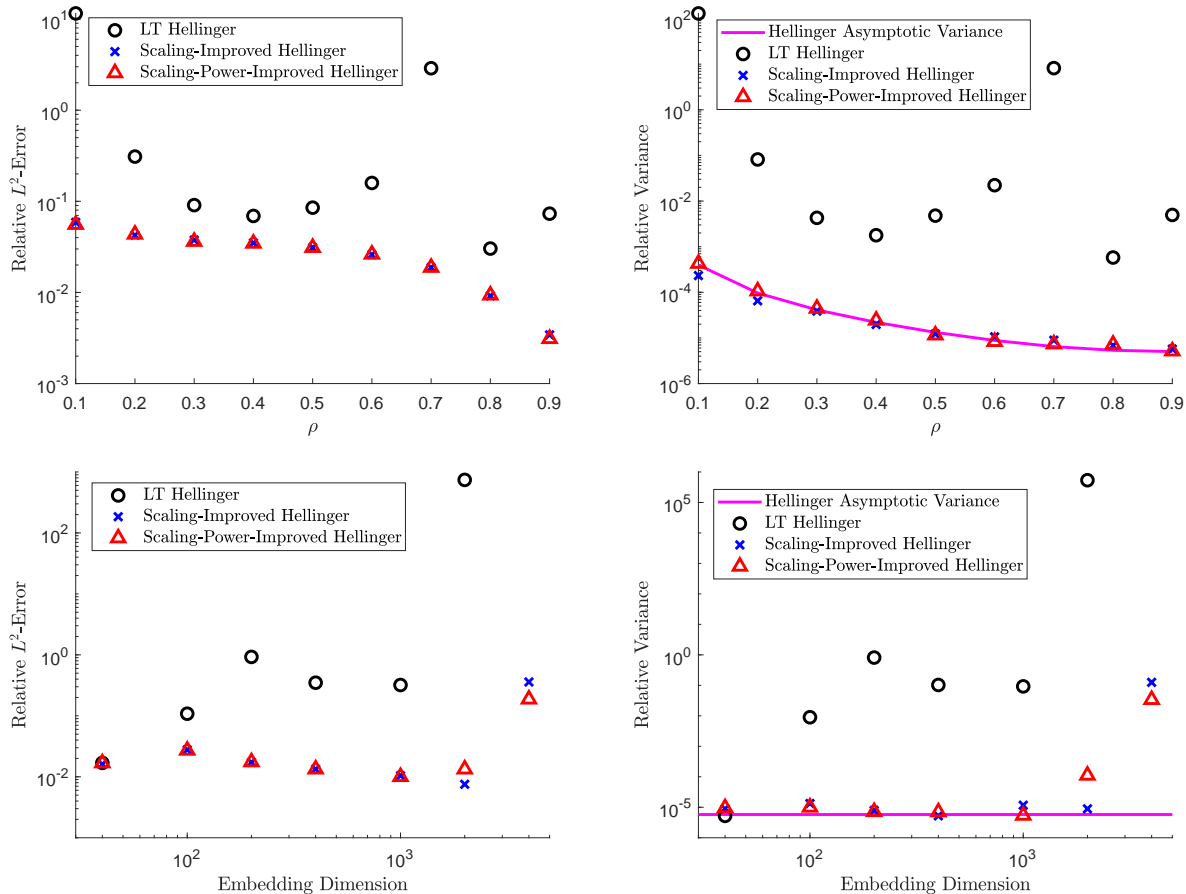 10^1
10^0
10^-1
10^-2
10^-3
Relative L^2-Error
LT Hellinger
Scaling-Improved Hellinger
Scaling-Power-Improved Hellinger
0.1 0.2 0.3 0.4 0.5 0.6 0.7 0.8 0.9
ρ
10^2
10^0
10^-2
10^-4
10^-6
Relative Variance
Hellinger Asymptotic Variance
LT Hellinger
Scaling-Improved Hellinger
Scaling-Power-Improved Hellinger
0.1 0.2 0.3 0.4 0.5 0.6 0.7 0.8 0.9
ρ
10^2
10^0
10^-2
Relative L^2-Error
LT Hellinger
Scaling-Improved Hellinger
Scaling-Power-Improved Hellinger
10^2 10^3
Embedding Dimension
10^5
10^0
10^-5
Relative Variance
Hellinger Asymptotic Variance
LT Hellinger
Scaling-Improved Hellinger
Scaling-Power-Improved Hellinger
10^2 10^3
Embedding Dimension